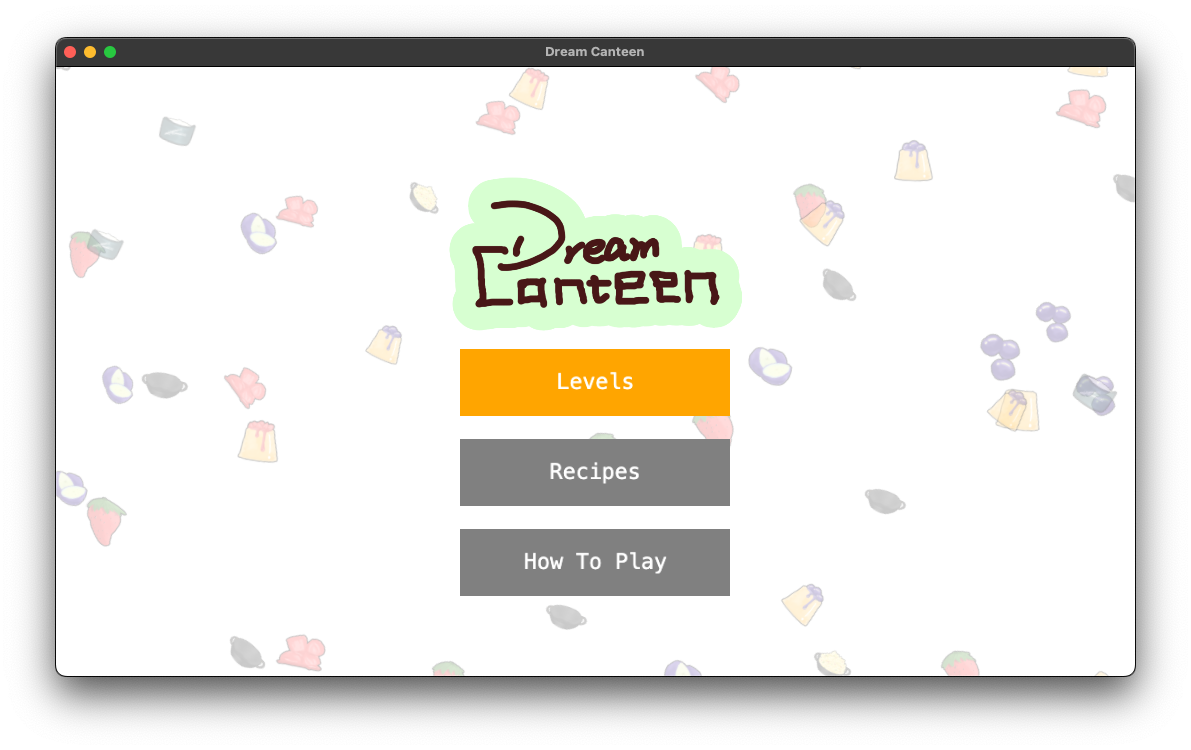 Dream Canteen
Dream
Canteen
Levels
Recipes
How To Play